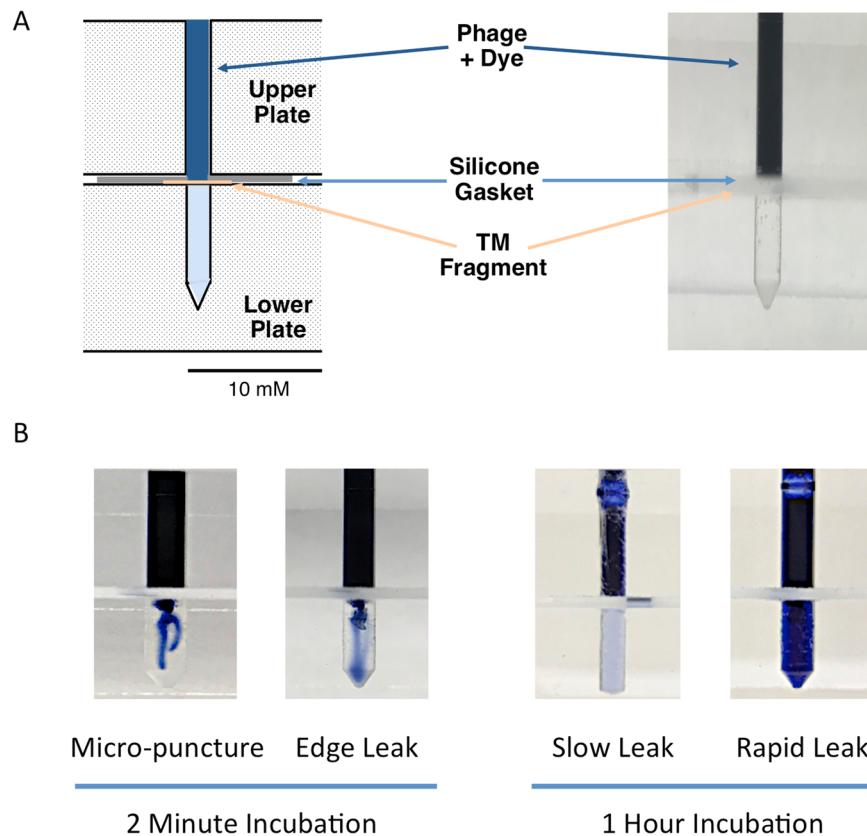 A
Phage
+ Dye
Upper
Plate
Silicone
Gasket
TM
Fragment
Lower
Plate
10 mM
B
Micro-puncture
Edge Leak
Slow Leak
Rapid Leak
2 Minute Incubation
1 Hour Incubation